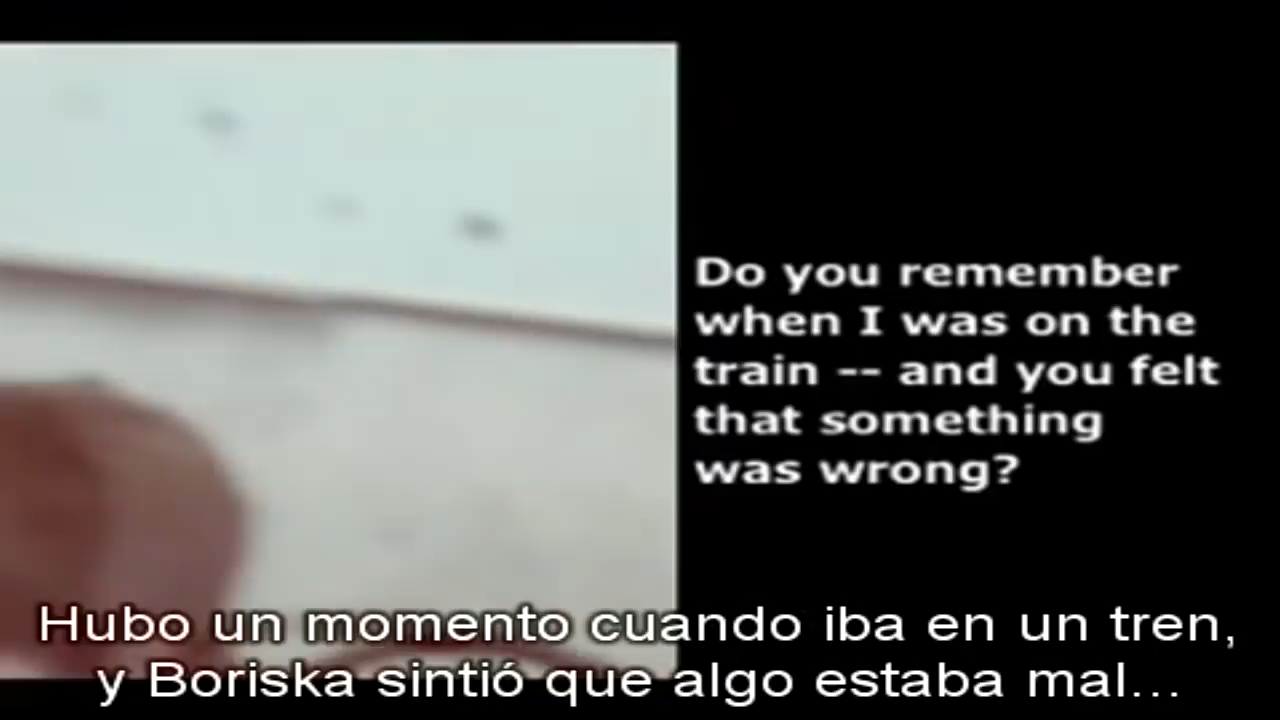 Do you remember
when I was on the
train -- and you felt
that something
was wrong?
Hubo un momento cuando iba en un tren,
y Boriska sintió que algo estaba mal...